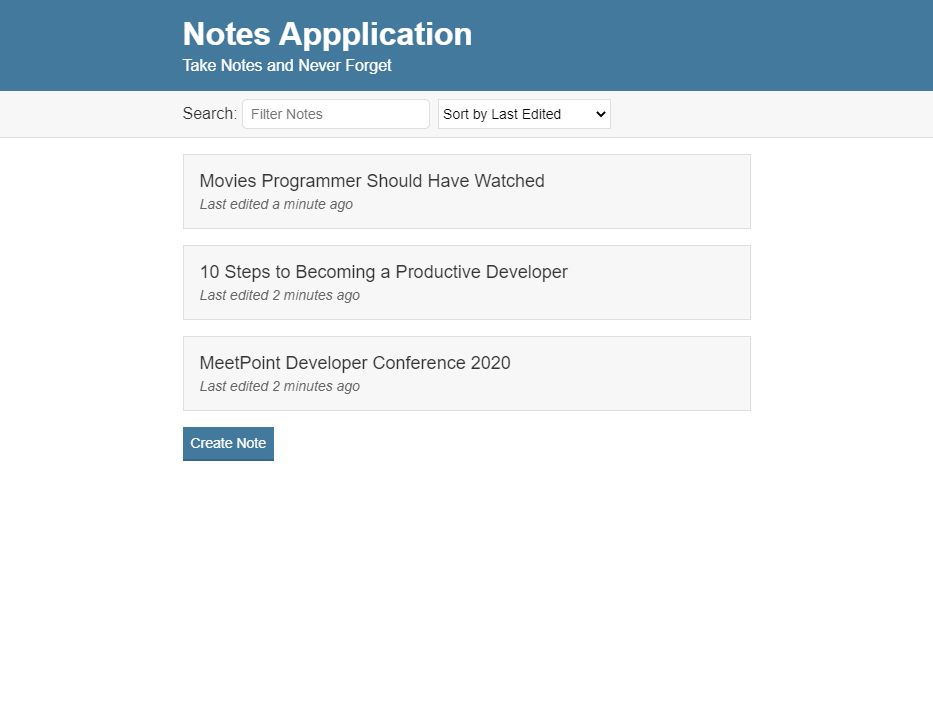 Notes Appplication
Take Notes and Never Forget
Search: Filter Notes Sort by Last Edited
Movies Programmer Should Have Watched
Last edited a minute ago
10 Steps to Becoming a Productive Developer
Last edited 2 minutes ago
MeetPoint Developer Conference 2020
Last edited 2 minutes ago
Create Note